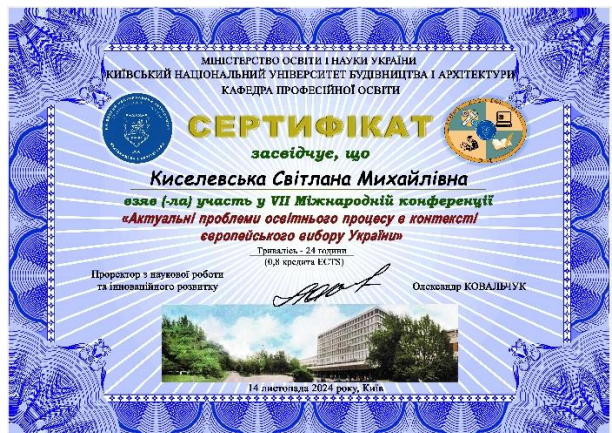 МІНІСТЕРСТВО ОСВІТИ І НАУКИ УКРАЇНИ
КИЇВСЬКИЙ НАЦІОНАЛЬНИЙ УНІВЕРСИТЕТ БУДІВНИЦТВА І АРХІТЕКТУРИ
КАФЕДРА ПРОФЕСІЙНОЇ ОСВІТИ
СЕРТИФІКАТ
засвідчує, що
Киселевська Світлана Михайлівна
взяв (-ла) участь у VII Міжнародній конференції
«Актуальні проблеми освітнього процесу в контексті
європейського вибору України»
Тривалість - 24 години
(0,8 кредита ECTS)
Проректор з наукової роботи
та інноваційного розвитку
Олександр КОВАЛЬЧУК
14 листопада 2024 року, Київ